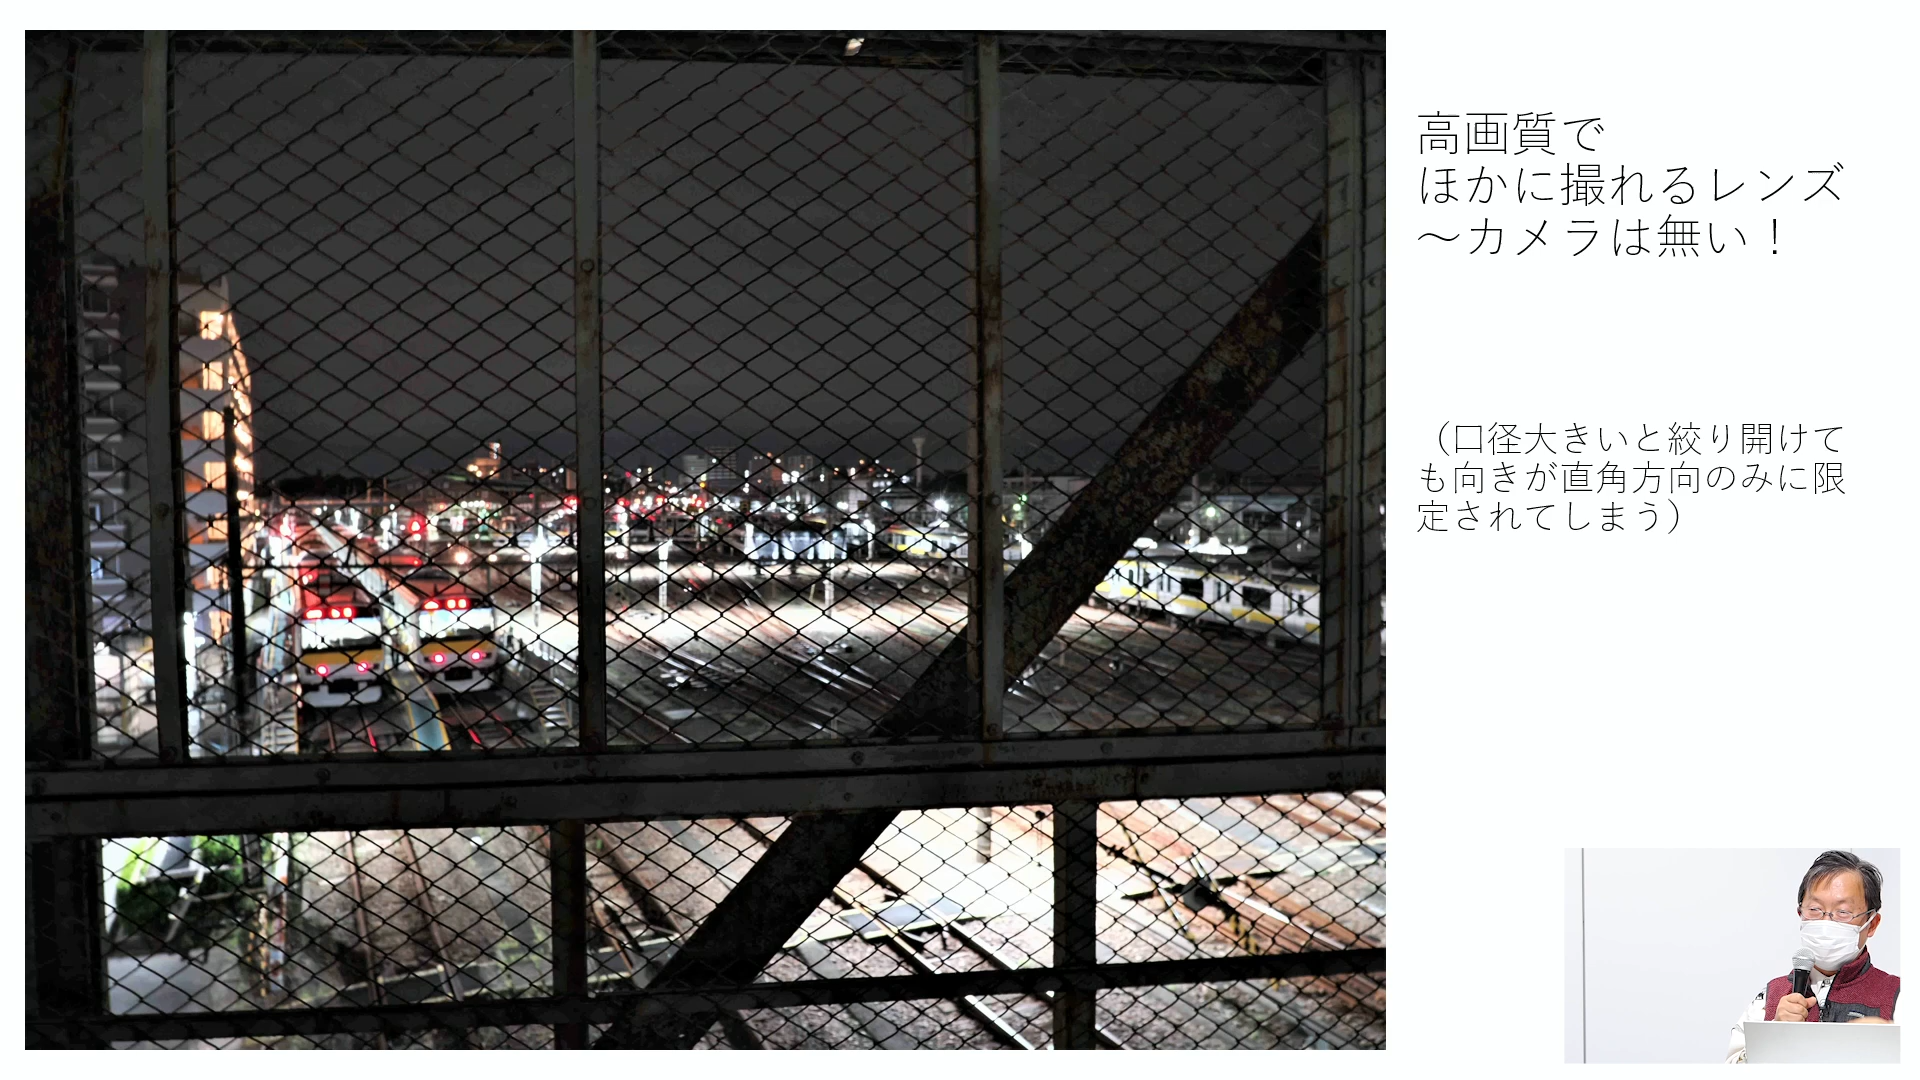 高画質で
ほかに撮れるレンズ
～カメラは無い！
（口径大きいと絞り開けて
も向きが直角方向のみに限
定されてしまう）